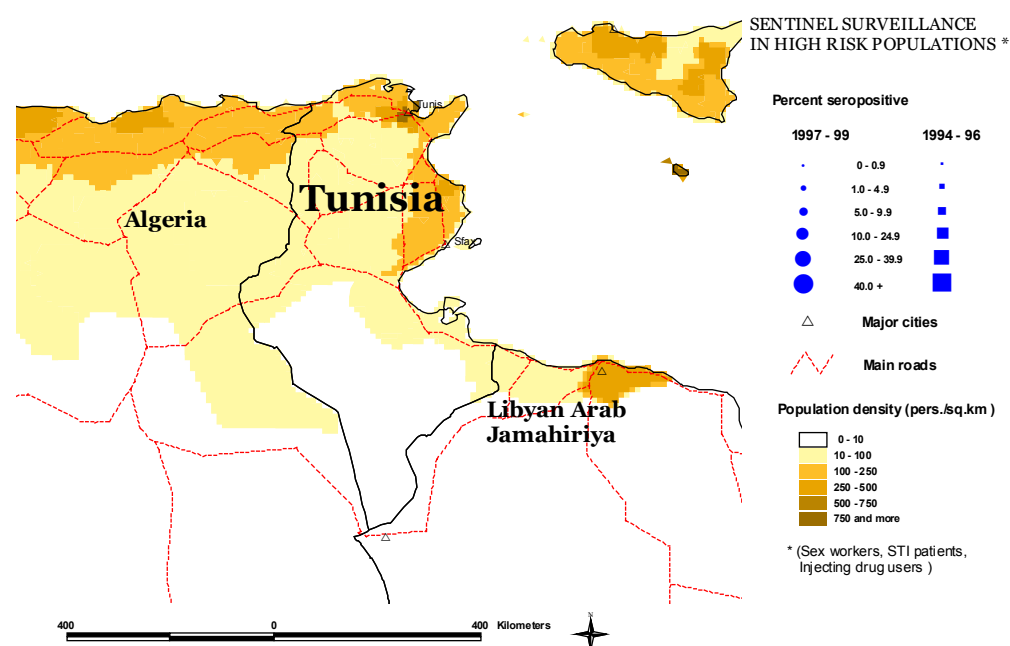 SENTINEL SURVEILLANCE
IN HIGH RISK POPULATIONS *
Percent seropositive
1997 - 99 1994 - 96
0 - 0.9
1.0 - 4.9
5.0 - 9.9
10.0 - 24.9
25.0 - 39.9
40.0 +
Major cities
Main roads
Population density (pers./sq.km )
0 - 10
10 - 100
100 -250
250 -500
500 -750
750 and more
* (Sex workers, STI patients,
Injecting drug users )
Tunis
Tunisia
Algeria
Sfax
Libyan Arab
Jamahiriya
400 0 400 Kilometers
N